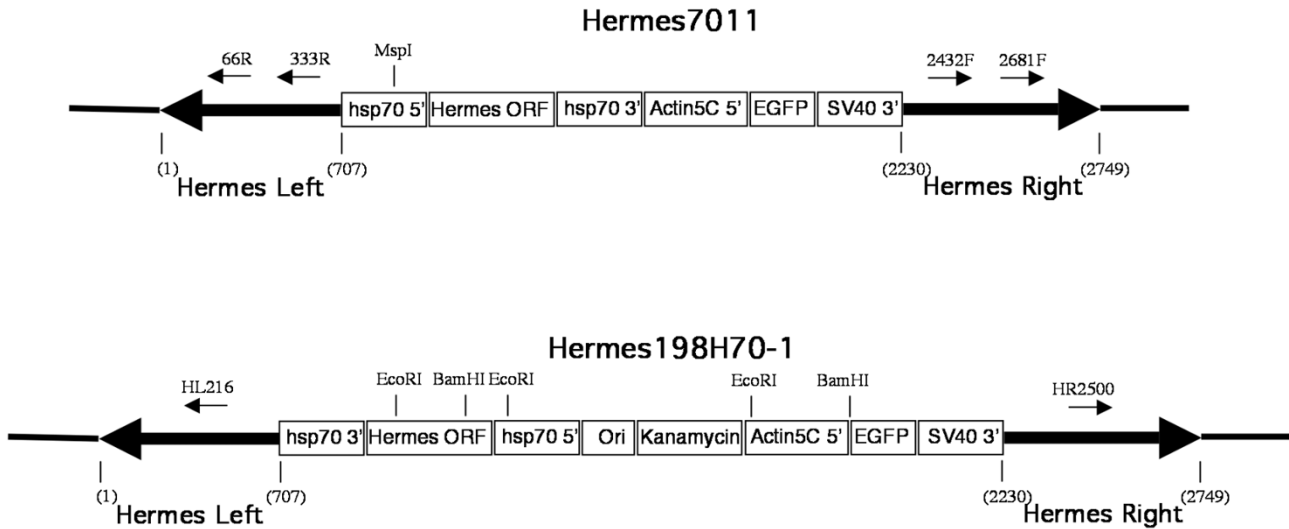 Hermes7011
66R 333R MspI 2432F 2681F
hsp70 5’ Hermes ORF hsp70 3’ Actin5C 5’ EGFP SV40 3’
(1) (707) (2230) (2749)
Hermes Left Hermes Right
Hermes198H70-1
HL216 EcoRI BamHI EcoRI EcoRI BamHI HR2500
hsp70 3’ Hermes ORF hsp70 5’ Ori Kanamycin Actin5C 5’ EGFP SV40 3’
(1) (707) (2230) (2749)
Hermes Left Hermes Right